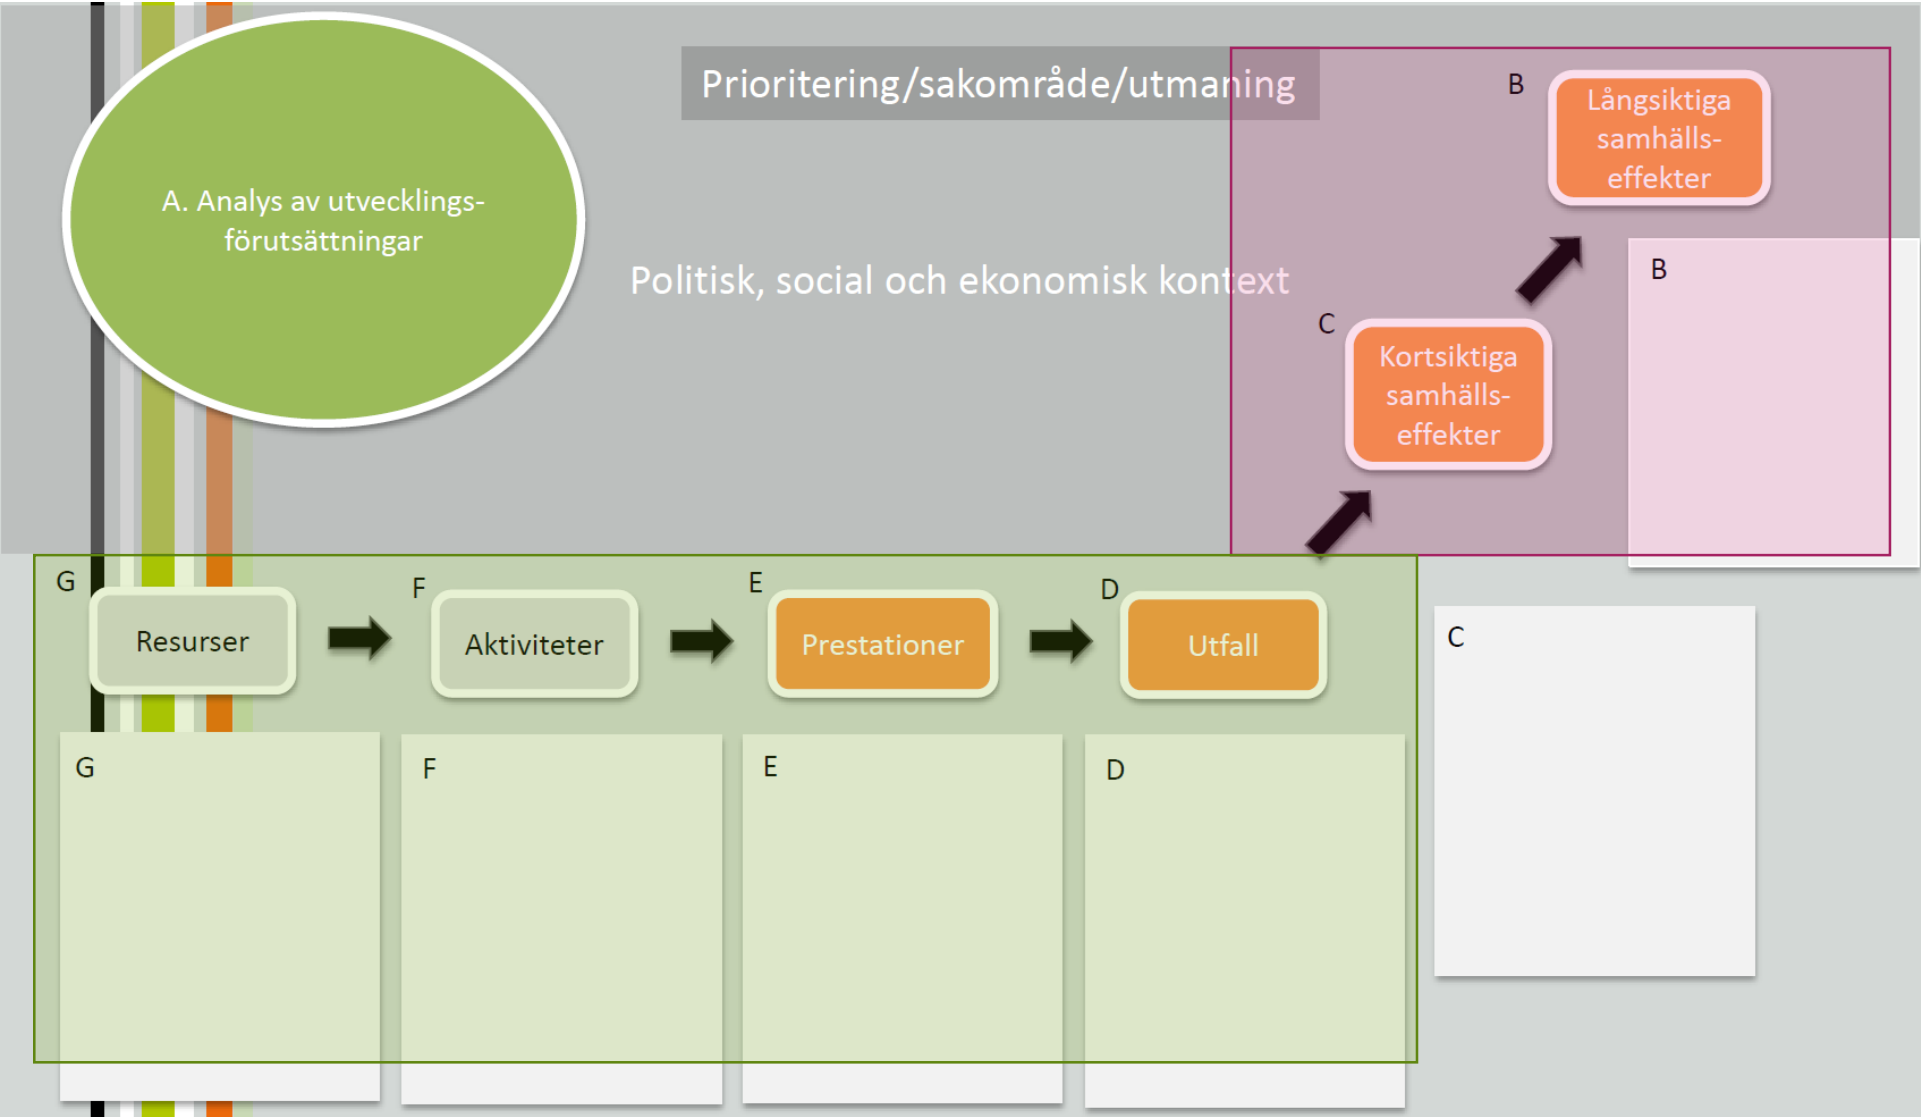 Prioritering/sakområde/utmaning
B
Långsiktiga
samhälls-
effekter
A. Analys av utvecklings-
förutsättningar
Politisk, social och ekonomisk kontext
B
C
Kortsiktiga
samhälls-
effekter
G
Resurser
F
Aktiviteter
E
Prestationer
D
Utfall
C
G
F
E
D